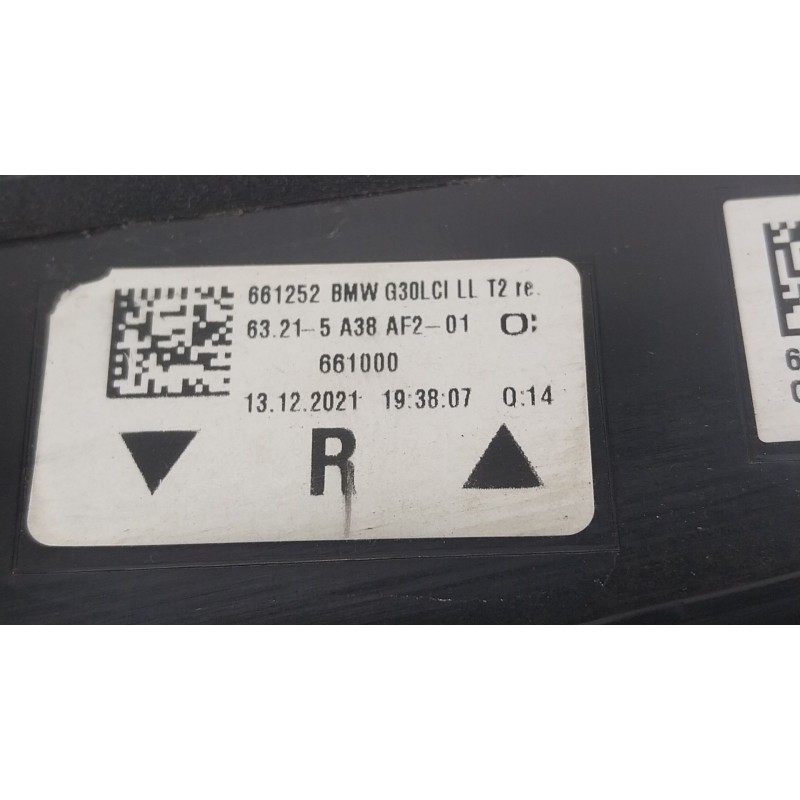 661252 BMW G30LCI LL T2 re.
63.21-5 A38 AF2-01 O:
661000
13.12.2021 19:38:07 Q:14
R
6